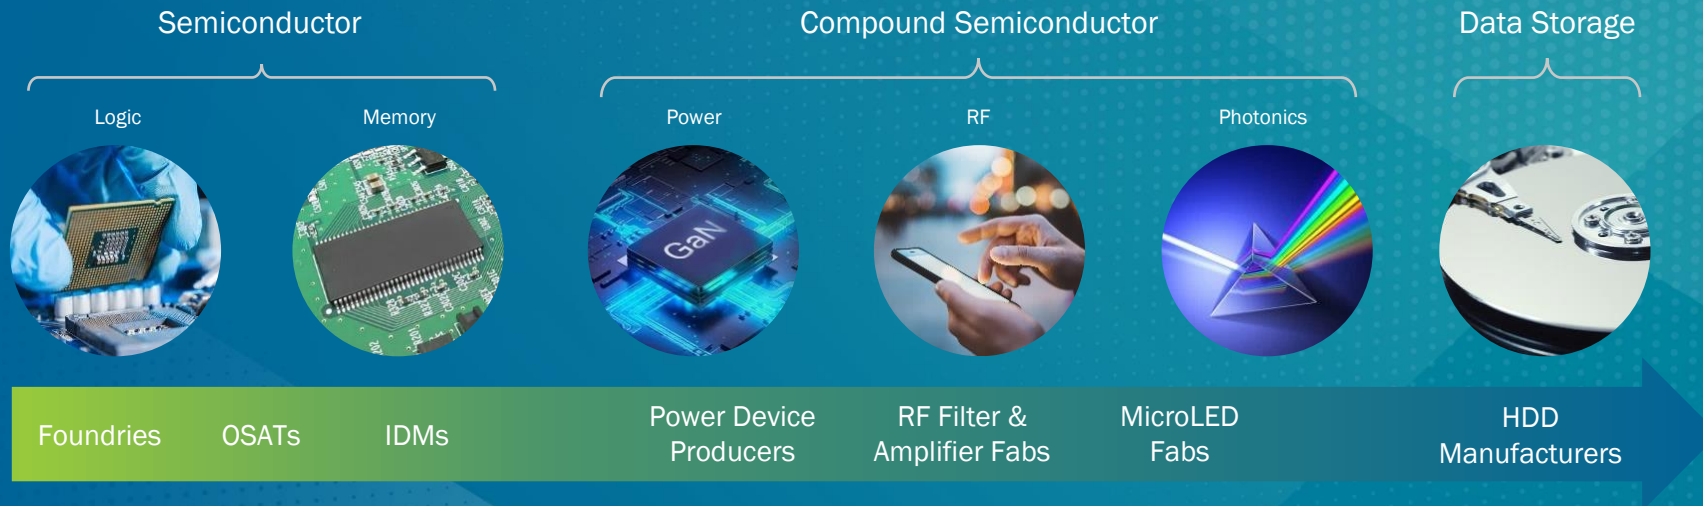 Semiconductor
Compound Semiconductor
Data Storage
Logic
Memory
Power
RF
Photonics
GaN
Foundries
OSATs
IDMs
Power Device
Producers
RF Filter &
Amplifier Fabs
MicroLED
Fabs
HDD
Manufacturers